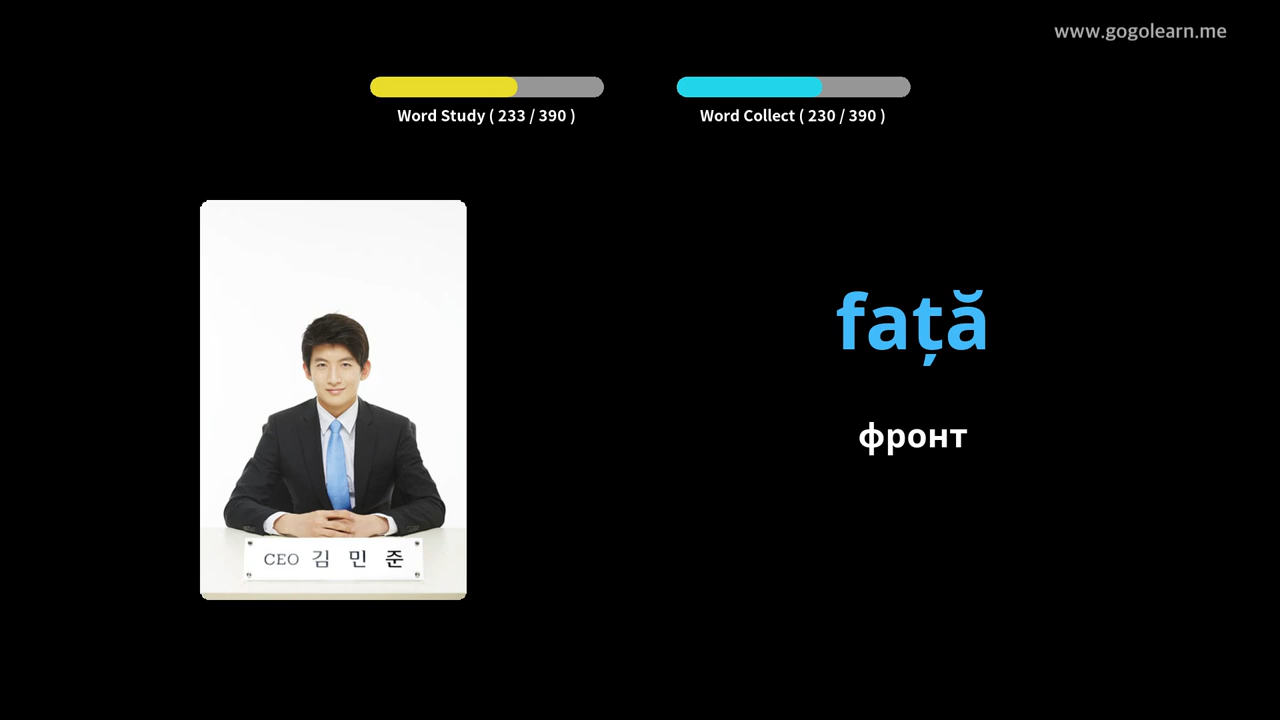 www.gogolearn.me
Word Study ( 233 / 390 )
Word Collect ( 230 / 390 )
față
фронт
CEO 김 민 준